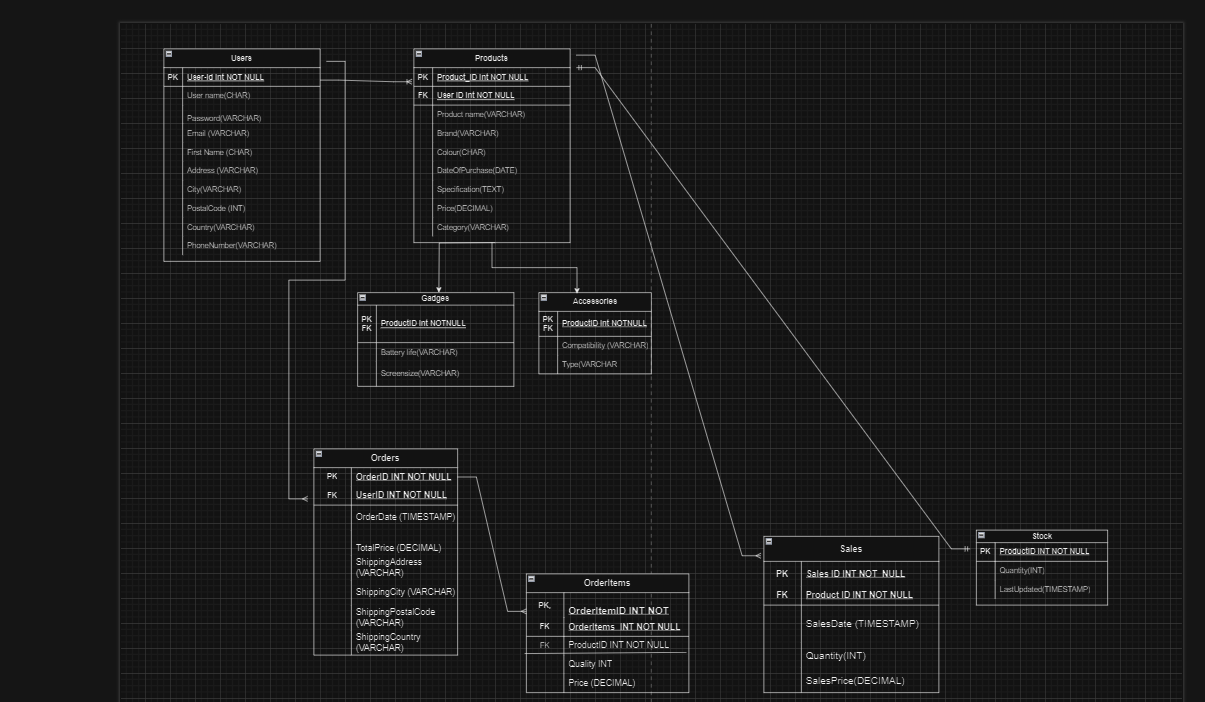 Users
PK User-Id Int NOT NULL
User name(CHAR)
Password(VARCHAR)
Email (VARCHAR)
First Name (CHAR)
Address (VARCHAR)
City(VARCHAR)
PostalCode (INT)
Country(VARCHAR)
PhoneNumber(VARCHAR)
Products
PK Product_ID Int NOT NULL
FK User ID Int NOT NULL
Product name(VARCHAR)
Brand(VARCHAR)
Colour(CHAR)
DateOfPurchase(DATE)
Specification(TEXT)
Price(DECIMAL)
Category(VARCHAR)
Gadges
PK
FK
ProductID Int NOTNULL
Battery life(VARCHAR)
Screensize(VARCHAR)
Accessories
PK
FK
ProductID Int NOTNULL
Compatibility (VARCHAR)
Type(VARCHAR
Orders
PK OrderID INT NOT NULL
FK UserID INT NOT NULL
OrderDate (TIMESTAMP)
TotalPrice (DECIMAL)
ShippingAddress
(VARCHAR)
ShippingCity (VARCHAR)
ShippingPostalCode
(VARCHAR)
ShippingCountry
(VARCHAR)
OrderItems
PK, OrderItemID INT NOT
FK OrderItems INT NOT NULL
FK ProductID INT NOT NULL
Quality INT
Price (DECIMAL)
Sales
PK Sales ID INT NOT NULL
FK Product ID INT NOT NULL
SalesDate (TIMESTAMP)
Quantity(INT)
SalesPrice(DECIMAL)
Stock
PK ProductID INT NOT NULL
Quantity(INT)
LastUpdated(TIMESTAMP)